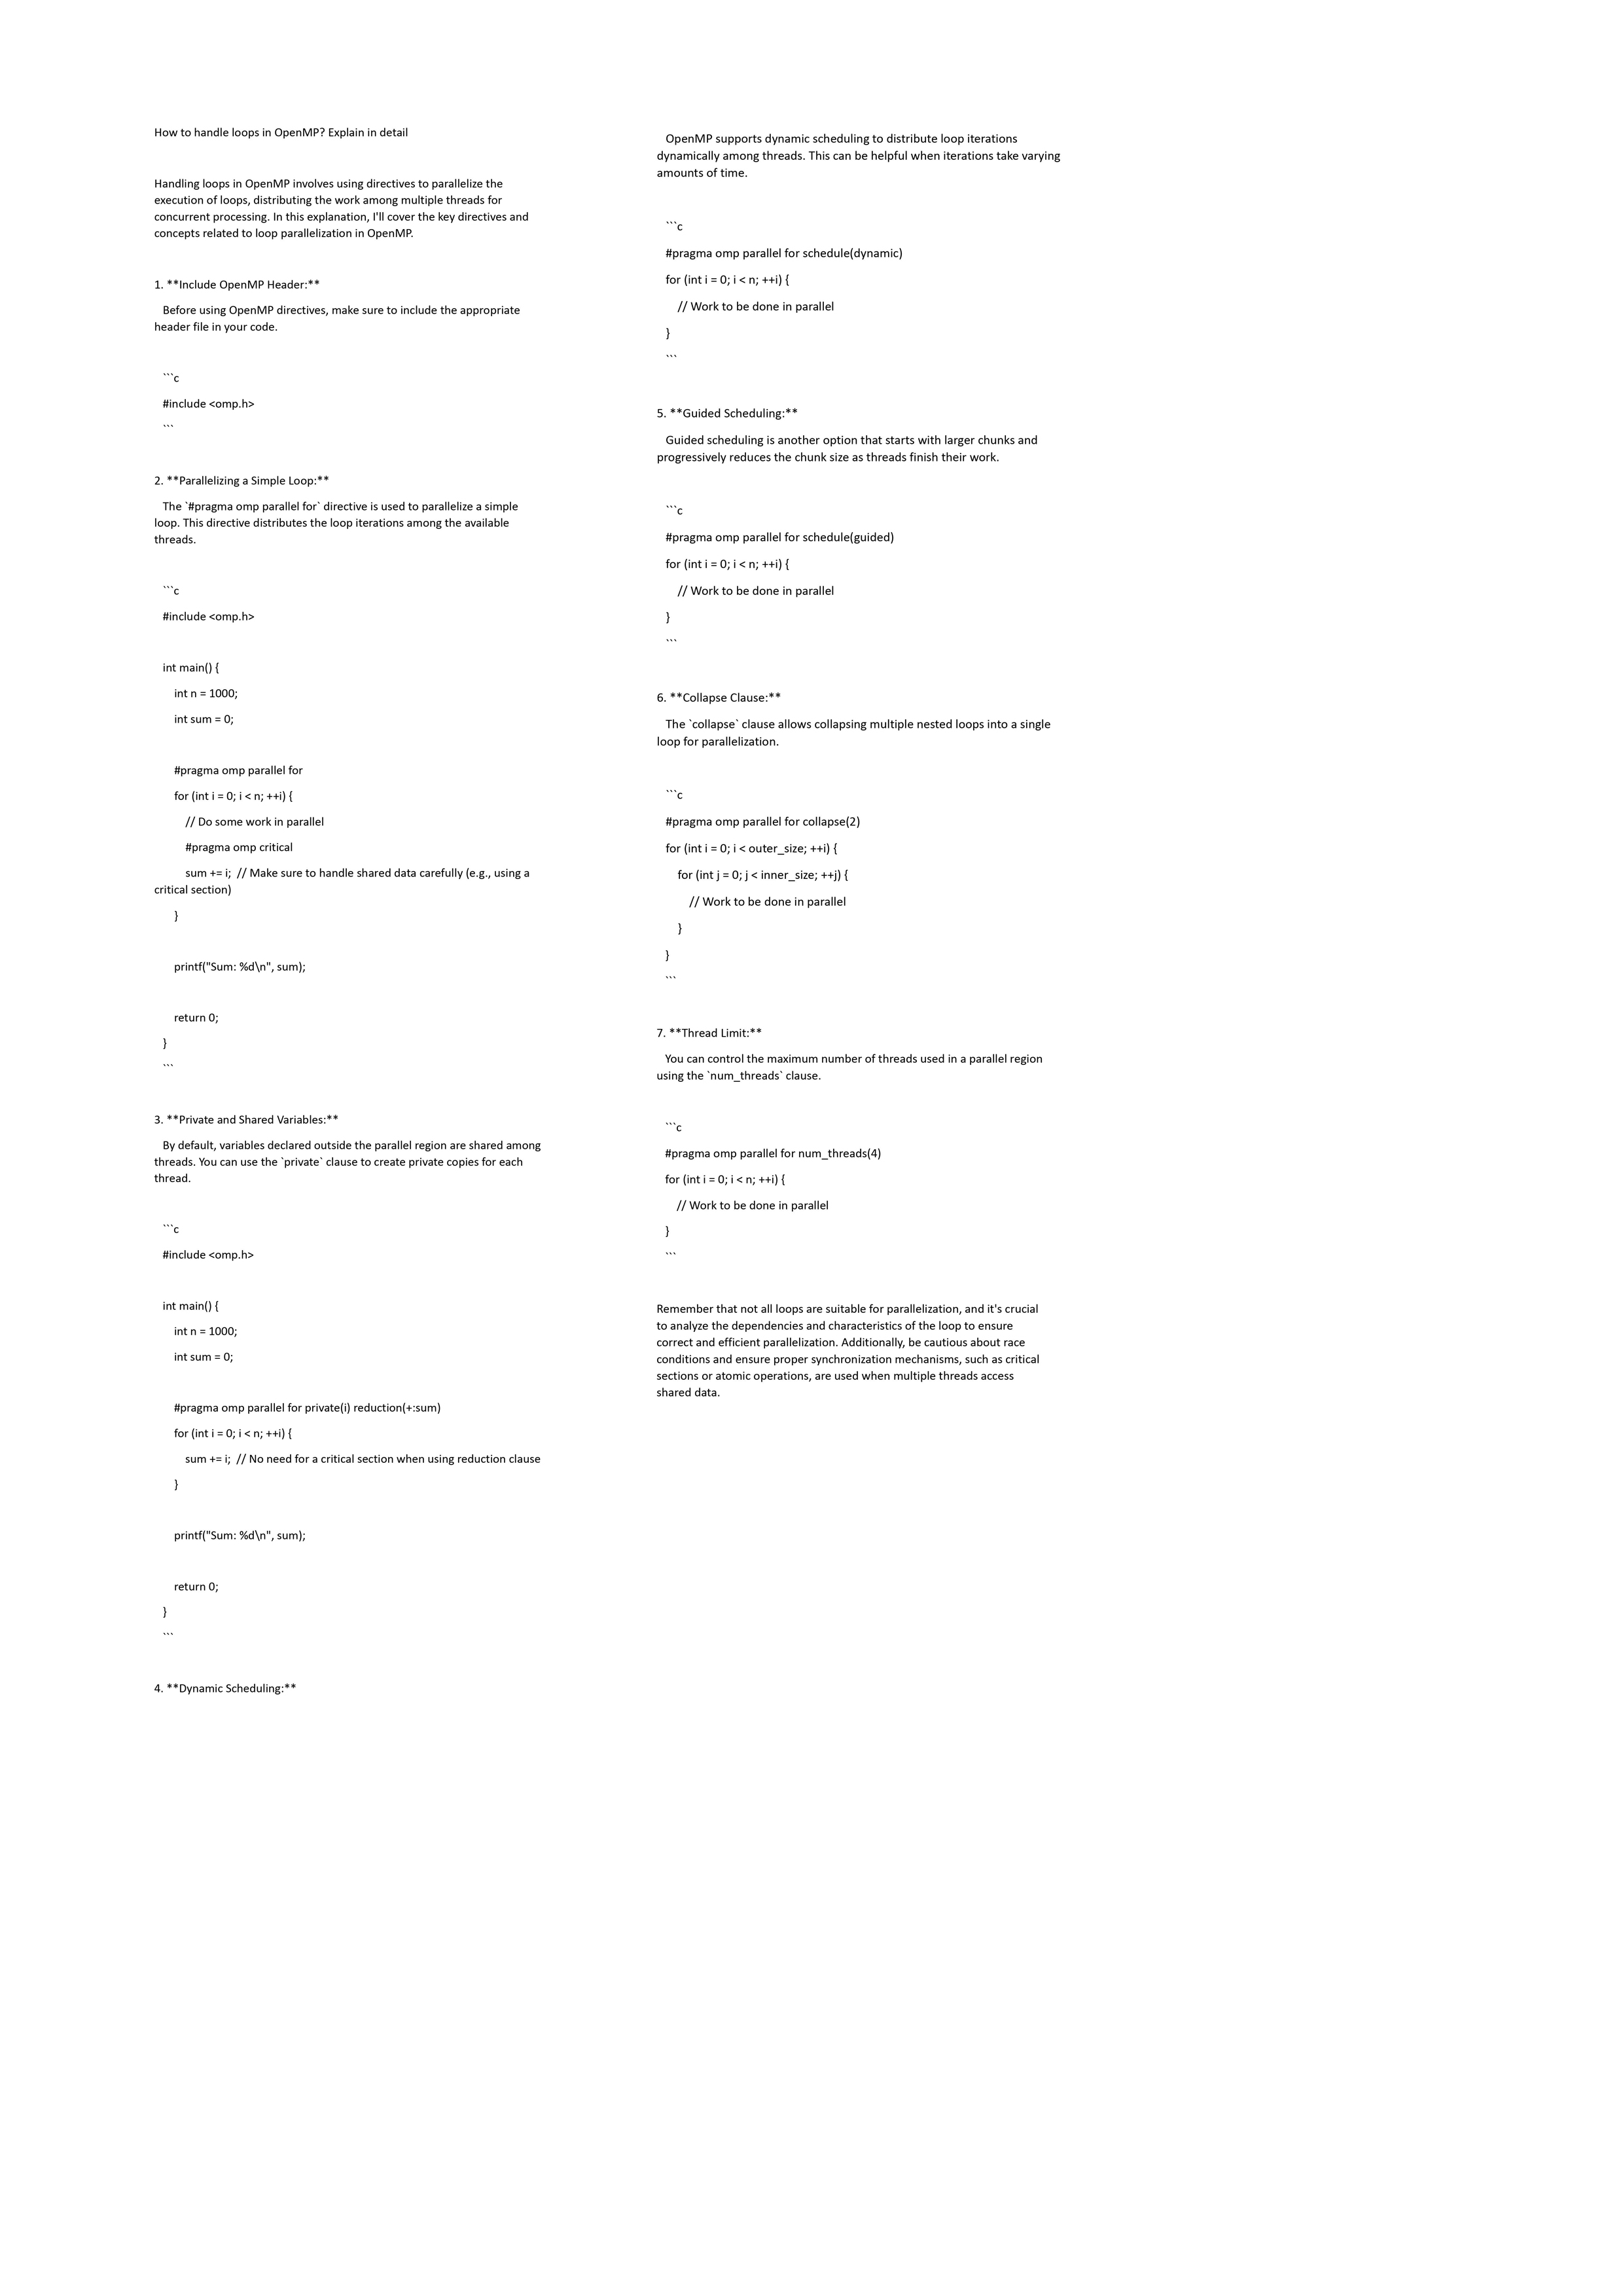 How to handle loops in OpenMP? Explain in detail
Handling loops in OpenMP involves using directives to parallelize the
execution of loops, distributing the work among multiple threads for
concurrent processing. In this explanation, I'll cover the key directives and
concepts related to loop parallelization in OpenMP.
1. **Include OpenMP Header:**
Before using OpenMP directives, make sure to include the appropriate
header file in your code.
```c
#include <omp.h>
```
2. **Parallelizing a Simple Loop:**
The `#pragma omp parallel for` directive is used to parallelize a simple
loop. This directive distributes the loop iterations among the available
threads.
```c
#include <omp.h>
int main() {
int n = 1000;
int sum = 0;
#pragma omp parallel for
for (int i = 0; i < n; ++i) {
// Do some work in parallel
#pragma omp critical
sum += i;  // Make sure to handle shared data carefully (e.g., using a
critical section)
}
printf("Sum: %d\n", sum);
return 0;
}
```
3. **Private and Shared Variables:**
By default, variables declared outside the parallel region are shared among
threads. You can use the `private` clause to create private copies for each
thread.
```c
#include <omp.h>
int main() {
int n = 1000;
int sum = 0;
#pragma omp parallel for private(i) reduction(+:sum)
for (int i = 0; i < n; ++i) {
sum += i;  // No need for a critical section when using reduction clause
}
printf("Sum: %d\n", sum);
return 0;
}
```
4. **Dynamic Scheduling:**
OpenMP supports dynamic scheduling to distribute loop iterations
dynamically among threads. This can be helpful when iterations take varying
amounts of time.
```c
#pragma omp parallel for schedule(dynamic)
for (int i = 0; i < n; ++i) {
// Work to be done in parallel
}
```
5. **Guided Scheduling:**
Guided scheduling is another option that starts with larger chunks and
progressively reduces the chunk size as threads finish their work.
```c
#pragma omp parallel for schedule(guided)
for (int i = 0; i < n; ++i) {
// Work to be done in parallel
}
```
6. **Collapse Clause:**
The `collapse` clause allows collapsing multiple nested loops into a single
loop for parallelization.
```c
#pragma omp parallel for collapse(2)
for (int i = 0; i < outer_size; ++i) {
for (int j = 0; j < inner_size; ++j) {
// Work to be done in parallel
}
}
```
7. **Thread Limit:**
You can control the maximum number of threads used in a parallel region
using the `num_threads` clause.
```c
#pragma omp parallel for num_threads(4)
for (int i = 0; i < n; ++i) {
// Work to be done in parallel
}
```
Remember that not all loops are suitable for parallelization, and it's crucial
to analyze the dependencies and characteristics of the loop to ensure
correct and efficient parallelization. Additionally, be cautious about race
conditions and ensure proper synchronization mechanisms, such as critical
sections or atomic operations, are used when multiple threads access
shared data.